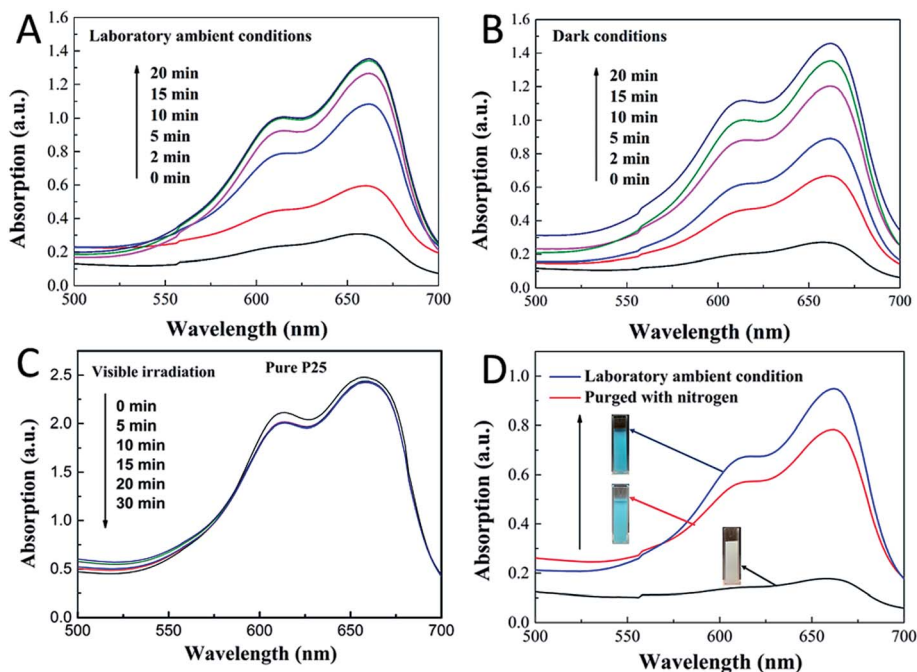 A
Laboratory ambient conditions
20 min
15 min
10 min
5 min
2 min
0 min
1.6
1.4
1.2
1.0
0.8
0.6
0.4
0.2
0.0
500
550
600
650
700
Absorption (a.u.)
Wavelength (nm)
B
Dark conditions
20 min
15 min
10 min
5 min
2 min
0 min
1.6
1.4
1.2
1.0
0.8
0.6
0.4
0.2
0.0
500
550
600
650
700
Absorption (a.u.)
Wavelength (nm)
C
Visible irradiation
Pure P25
0 min
5 min
10 min
15 min
20 min
30 min
2.5
2.0
1.5
1.0
0.5
0.0
500
550
600
650
700
Absorption (a.u.)
Wavelength (nm)
D
Laboratory ambient condition
Purged with nitrogen
1.0
0.8
0.6
0.4
0.2
0.0
500
550
600
650
700
Absorption (a.u.)
Wavelength (nm)